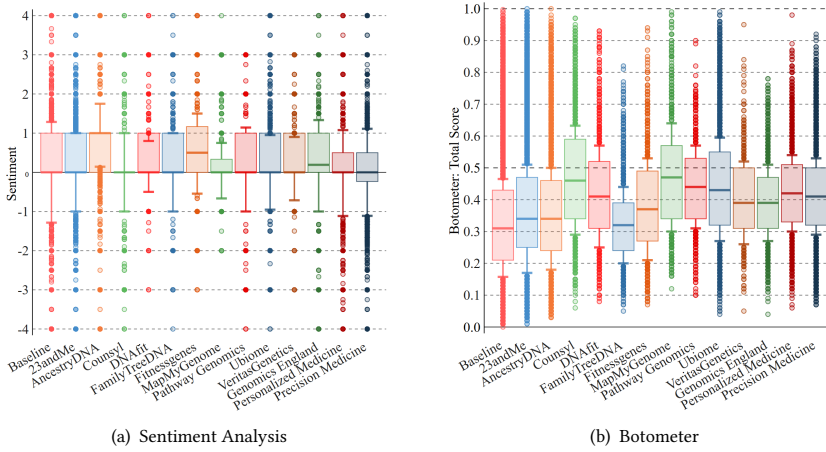 4
3
2
1
0
-1
-2
-3
-4
Sentiment
Baseline
23andMe
AncestryDNA
Counsyl
DNAfit
FamilyTreeDNA
Fitnessgenes
MapMyGenome
Pathway Genomics
Ubiome
VeritasGenetics
Genomics England
Personalized Medicine
Precision Medicine
(a) Sentiment Analysis
1.0
0.9
0.8
0.7
0.6
0.5
0.4
0.3
0.2
0.1
0.0
Botometer: Total Score
Baseline
23andMe
AncestryDNA
Counsyl
DNAfit
FamilyTreeDNA
Fitnessgenes
MapMyGenome
Pathway Genomics
Ubiome
VeritasGenetics
Genomics England
Personalized Medicine
Precision Medicine
(b) Botometer